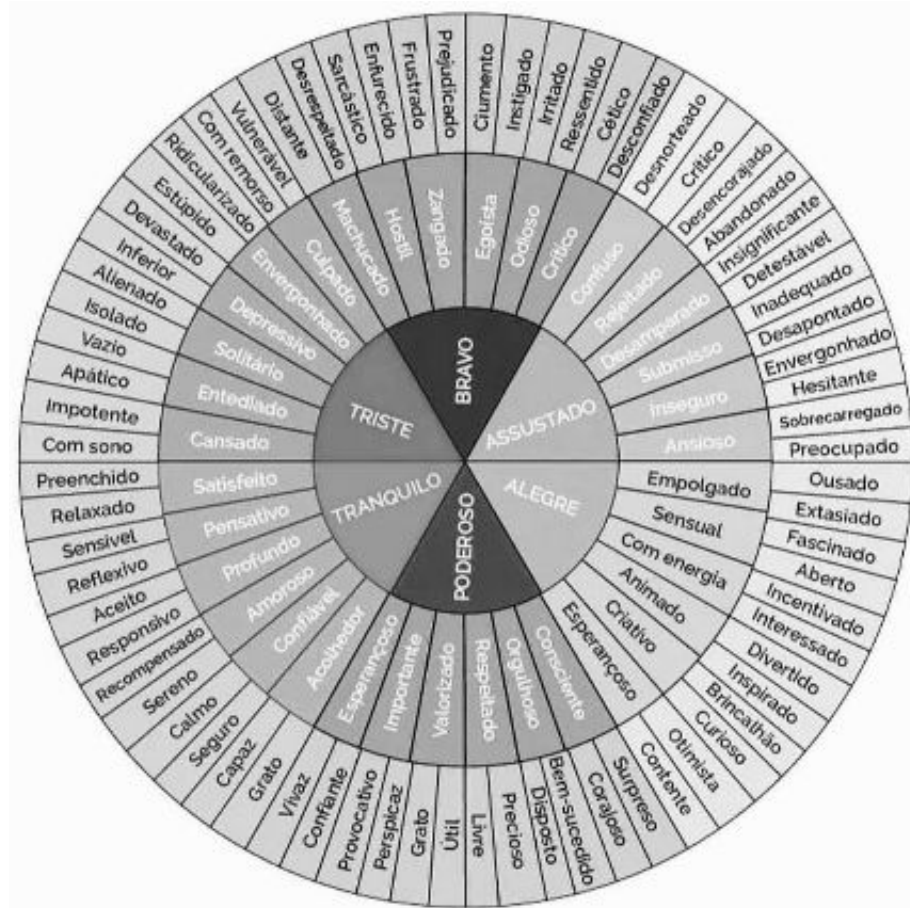 BRAVO
ASSUSTADO
ALEGRE
PODEROSO
TRANQUILO
TRISTE
Machucado
Hostil
Zangado
Egoísta
Odioso
Crítico
Confuso
Rejeitado
Desamparado
Submisso
Inseguro
Ansioso
Empolgado
Sensual
Com energia
Animado
Criativo
Esperançoso
Consciente
Orgulhoso
Respeitado
Valorizado
Importante
Esperançoso
Acolhedor
Confiável
Amoroso
Profundo
Pensativo
Satisfeito
Cansado
Entediado
Solitário
Depressivo
Envergonhado
Culpado
Distante
Desrespeitado
Sarcástico
Enfurecido
Frustrado
Prejudicado
Ciumento
Instigado
Irritado
Ressentido
Cético
Desconfiado
Desnorteado
Crítico
Desencorajado
Abandonado
Insignificante
Detestável
Inadequado
Desapontado
Envergonhado
Hesitante
Sobrecarregado
Preocupado
Ousado
Extasiado
Fascinado
Aberto
Incentivado
Interessado
Divertido
Inspirado
Brincalhão
Curioso
Otimista
Contente
Surpreso
Corajoso
Bem-sucedido
Disposto
Precioso
Livre
Útil
Grato
Perspicaz
Provocativo
Confiante
Vivaz
Grato
Capaz
Seguro
Calmo
Sereno
Recompensado
Responsivo
Aceito
Reflexivo
Sensível
Relaxado
Preenchido
Com sono
Impotente
Apático
Vazio
Isolado
Alienado
Inferior
Devastado
Estúpido
Ridicularizado
Com remorso
Vulnerável